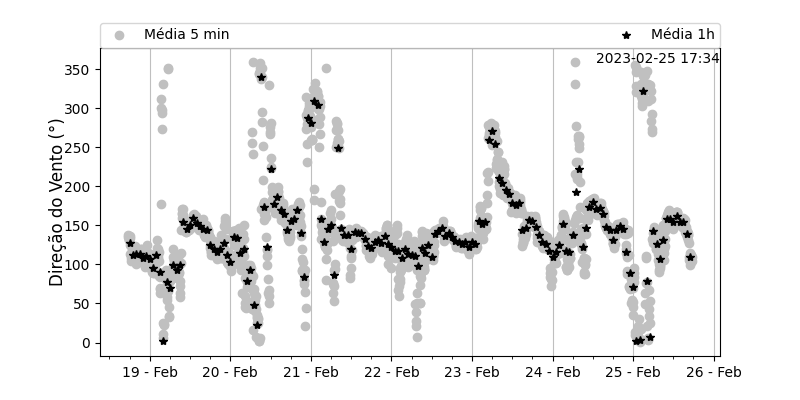 Média 5 min
Média 1h
2023-02-25 17:34
Direção do Vento (°)
350
300
250
200
150
100
50
0
19 - Feb
20 - Feb
21 - Feb
22 - Feb
23 - Feb
24 - Feb
25 - Feb
26 - Feb